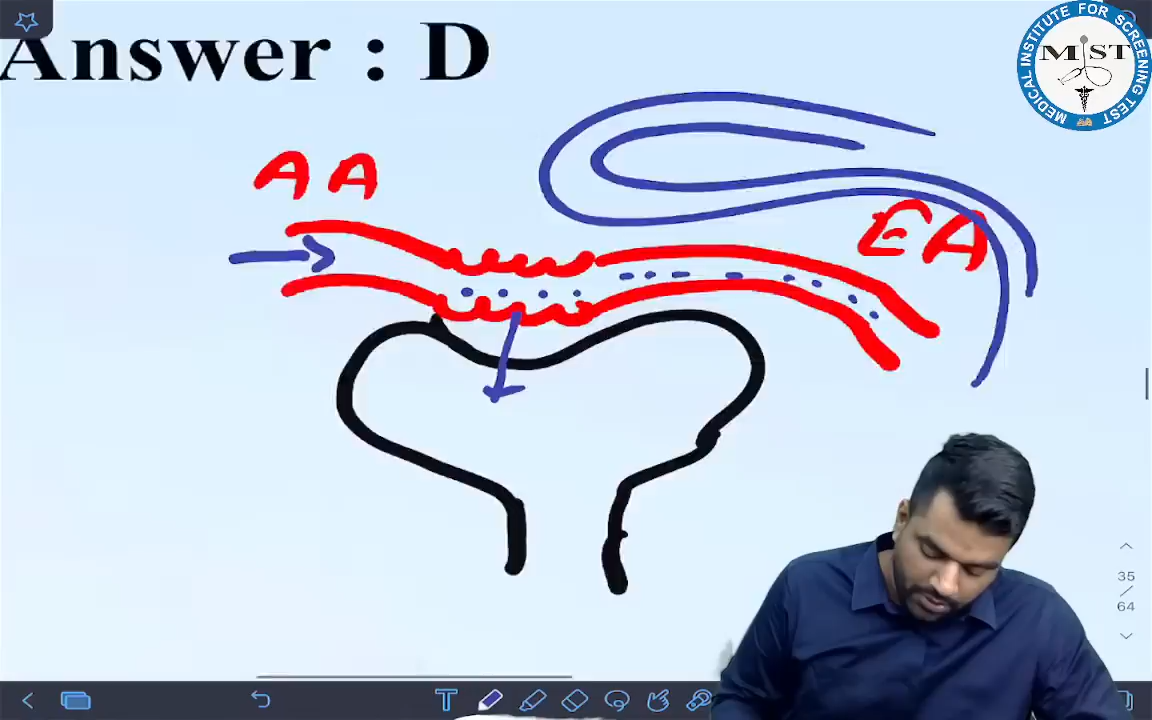 Answer : D
MEDICAL INSTITUTE FOR SCREENING TEST
MIST
AA
EA
35
/
64
T